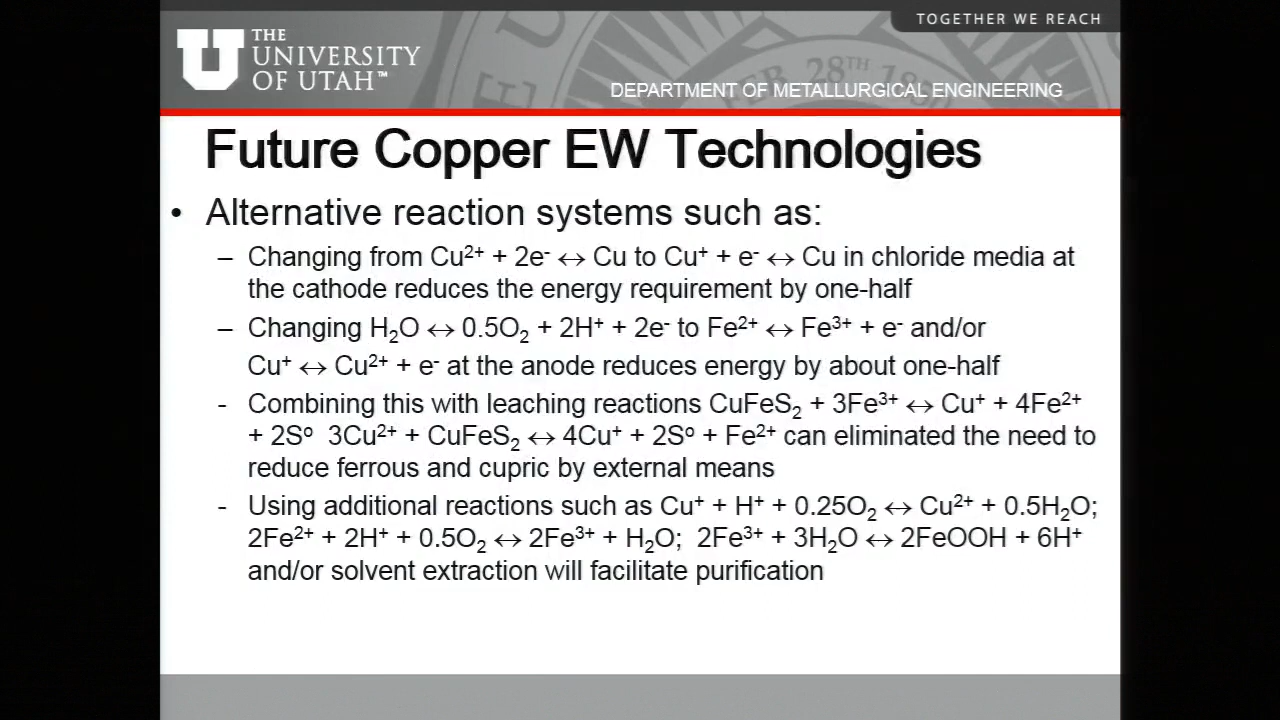 TOGETHER WE REACH
THE
UNIVERSITY
OF UTAH™
DEPARTMENT OF METALLURGICAL ENGINEERING
FEB. 28TH 1850
Future Copper EW Technologies
• Alternative reaction systems such as:
– Changing from Cu²⁺ + 2e⁻ ↔ Cu to Cu⁺ + e⁻ ↔ Cu in chloride media at
the cathode reduces the energy requirement by one-half
– Changing H₂O ↔ 0.5O₂ + 2H⁺ + 2e⁻ to Fe²⁺ ↔ Fe³⁺ + e⁻ and/or
Cu⁺ ↔ Cu²⁺ + e⁻ at the anode reduces energy by about one-half
- Combining this with leaching reactions CuFeS₂ + 3Fe³⁺ ↔ Cu⁺ + 4Fe²⁺
+ 2Sº 3Cu²⁺ + CuFeS₂ ↔ 4Cu⁺ + 2Sº + Fe²⁺ can eliminated the need to
reduce ferrous and cupric by external means
- Using additional reactions such as Cu⁺ + H⁺ + 0.25O₂ ↔ Cu²⁺ + 0.5H₂O;
2Fe²⁺ + 2H⁺ + 0.5O₂ ↔ 2Fe³⁺ + H₂O; 2Fe³⁺ + 3H₂O ↔ 2FeOOH + 6H⁺
and/or solvent extraction will facilitate purification